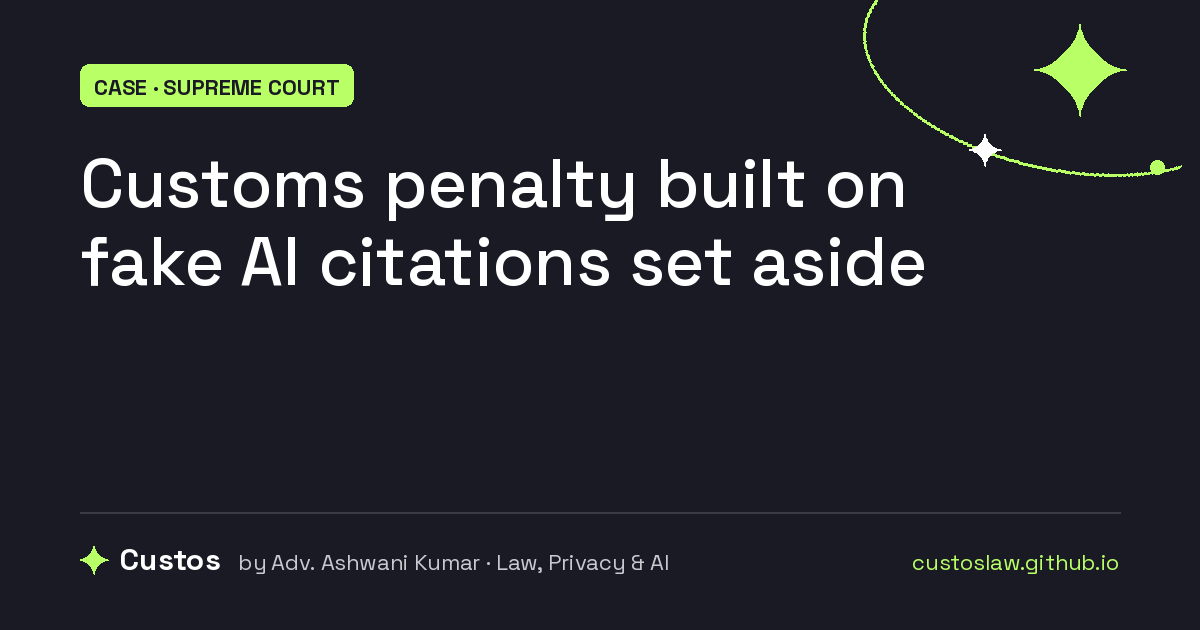 CASE · SUPREME COURT
Customs penalty built on
fake AI citations set aside
Custos by Adv. Ashwani Kumar · Law, Privacy & AI
custoslaw.github.io